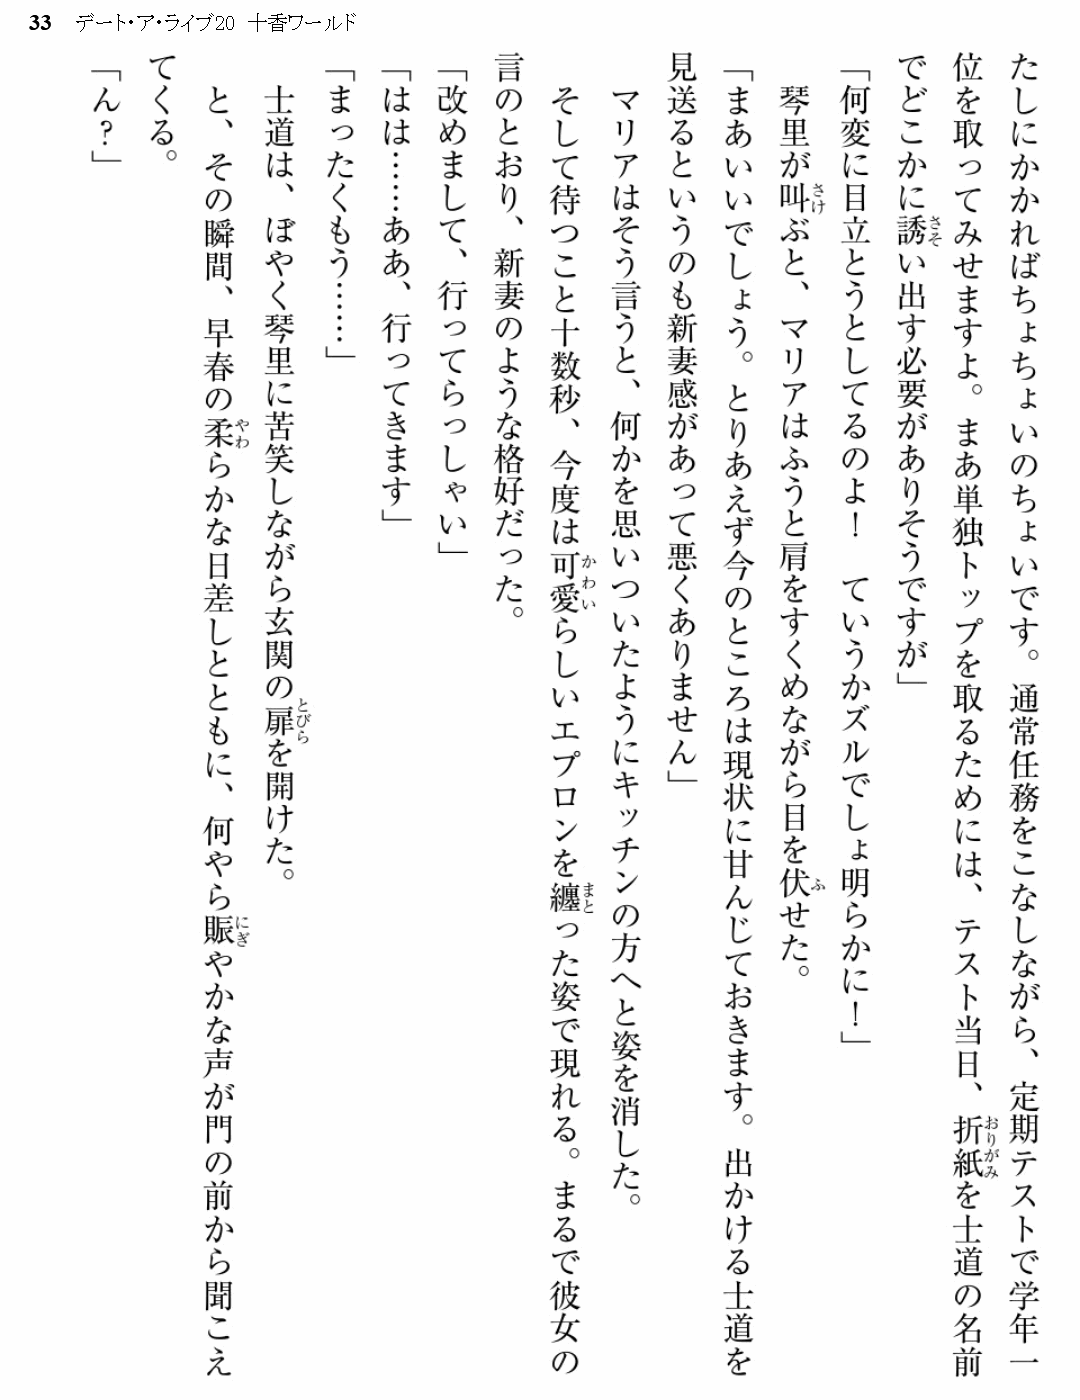 33 デート・ア・ライブ20 十香ワールド
たしにかかればちょちょいのちょいです。通常任務をこなしながら、定期テストで学年一
位を取ってみせますよ。まあ単独トップを取るためには、テスト当日、折紙を士道の名前
でどこかに誘い出す必要がありそうですが」
「何変に目立とうとしてるのよ！　ていうかズルでしょ明らかに！」
琴里が叫ぶと、マリアはふうと肩をすくめながら目を伏せた。
「まあいいでしょう。とりあえず今のところは現状に甘んじておきます。出かける士道を
見送るというのも新妻感があって悪くありません」
マリアはそう言うと、何かを思いついたようにキッチンの方へと姿を消した。
そして待つこと十数秒、今度は可愛らしいエプロンを纏った姿で現れる。まるで彼女の
言のとおり、新妻のような格好だった。
「改めまして、行ってらっしゃい」
「はは……ああ、行ってきます」
「まったくもう……」
士道は、ぼやく琴里に苦笑しながら玄関の扉を開けた。
と、その瞬間、早春の柔らかな日差しとともに、何やら賑やかな声が門の前から聞こえ
てくる。
「ん？」